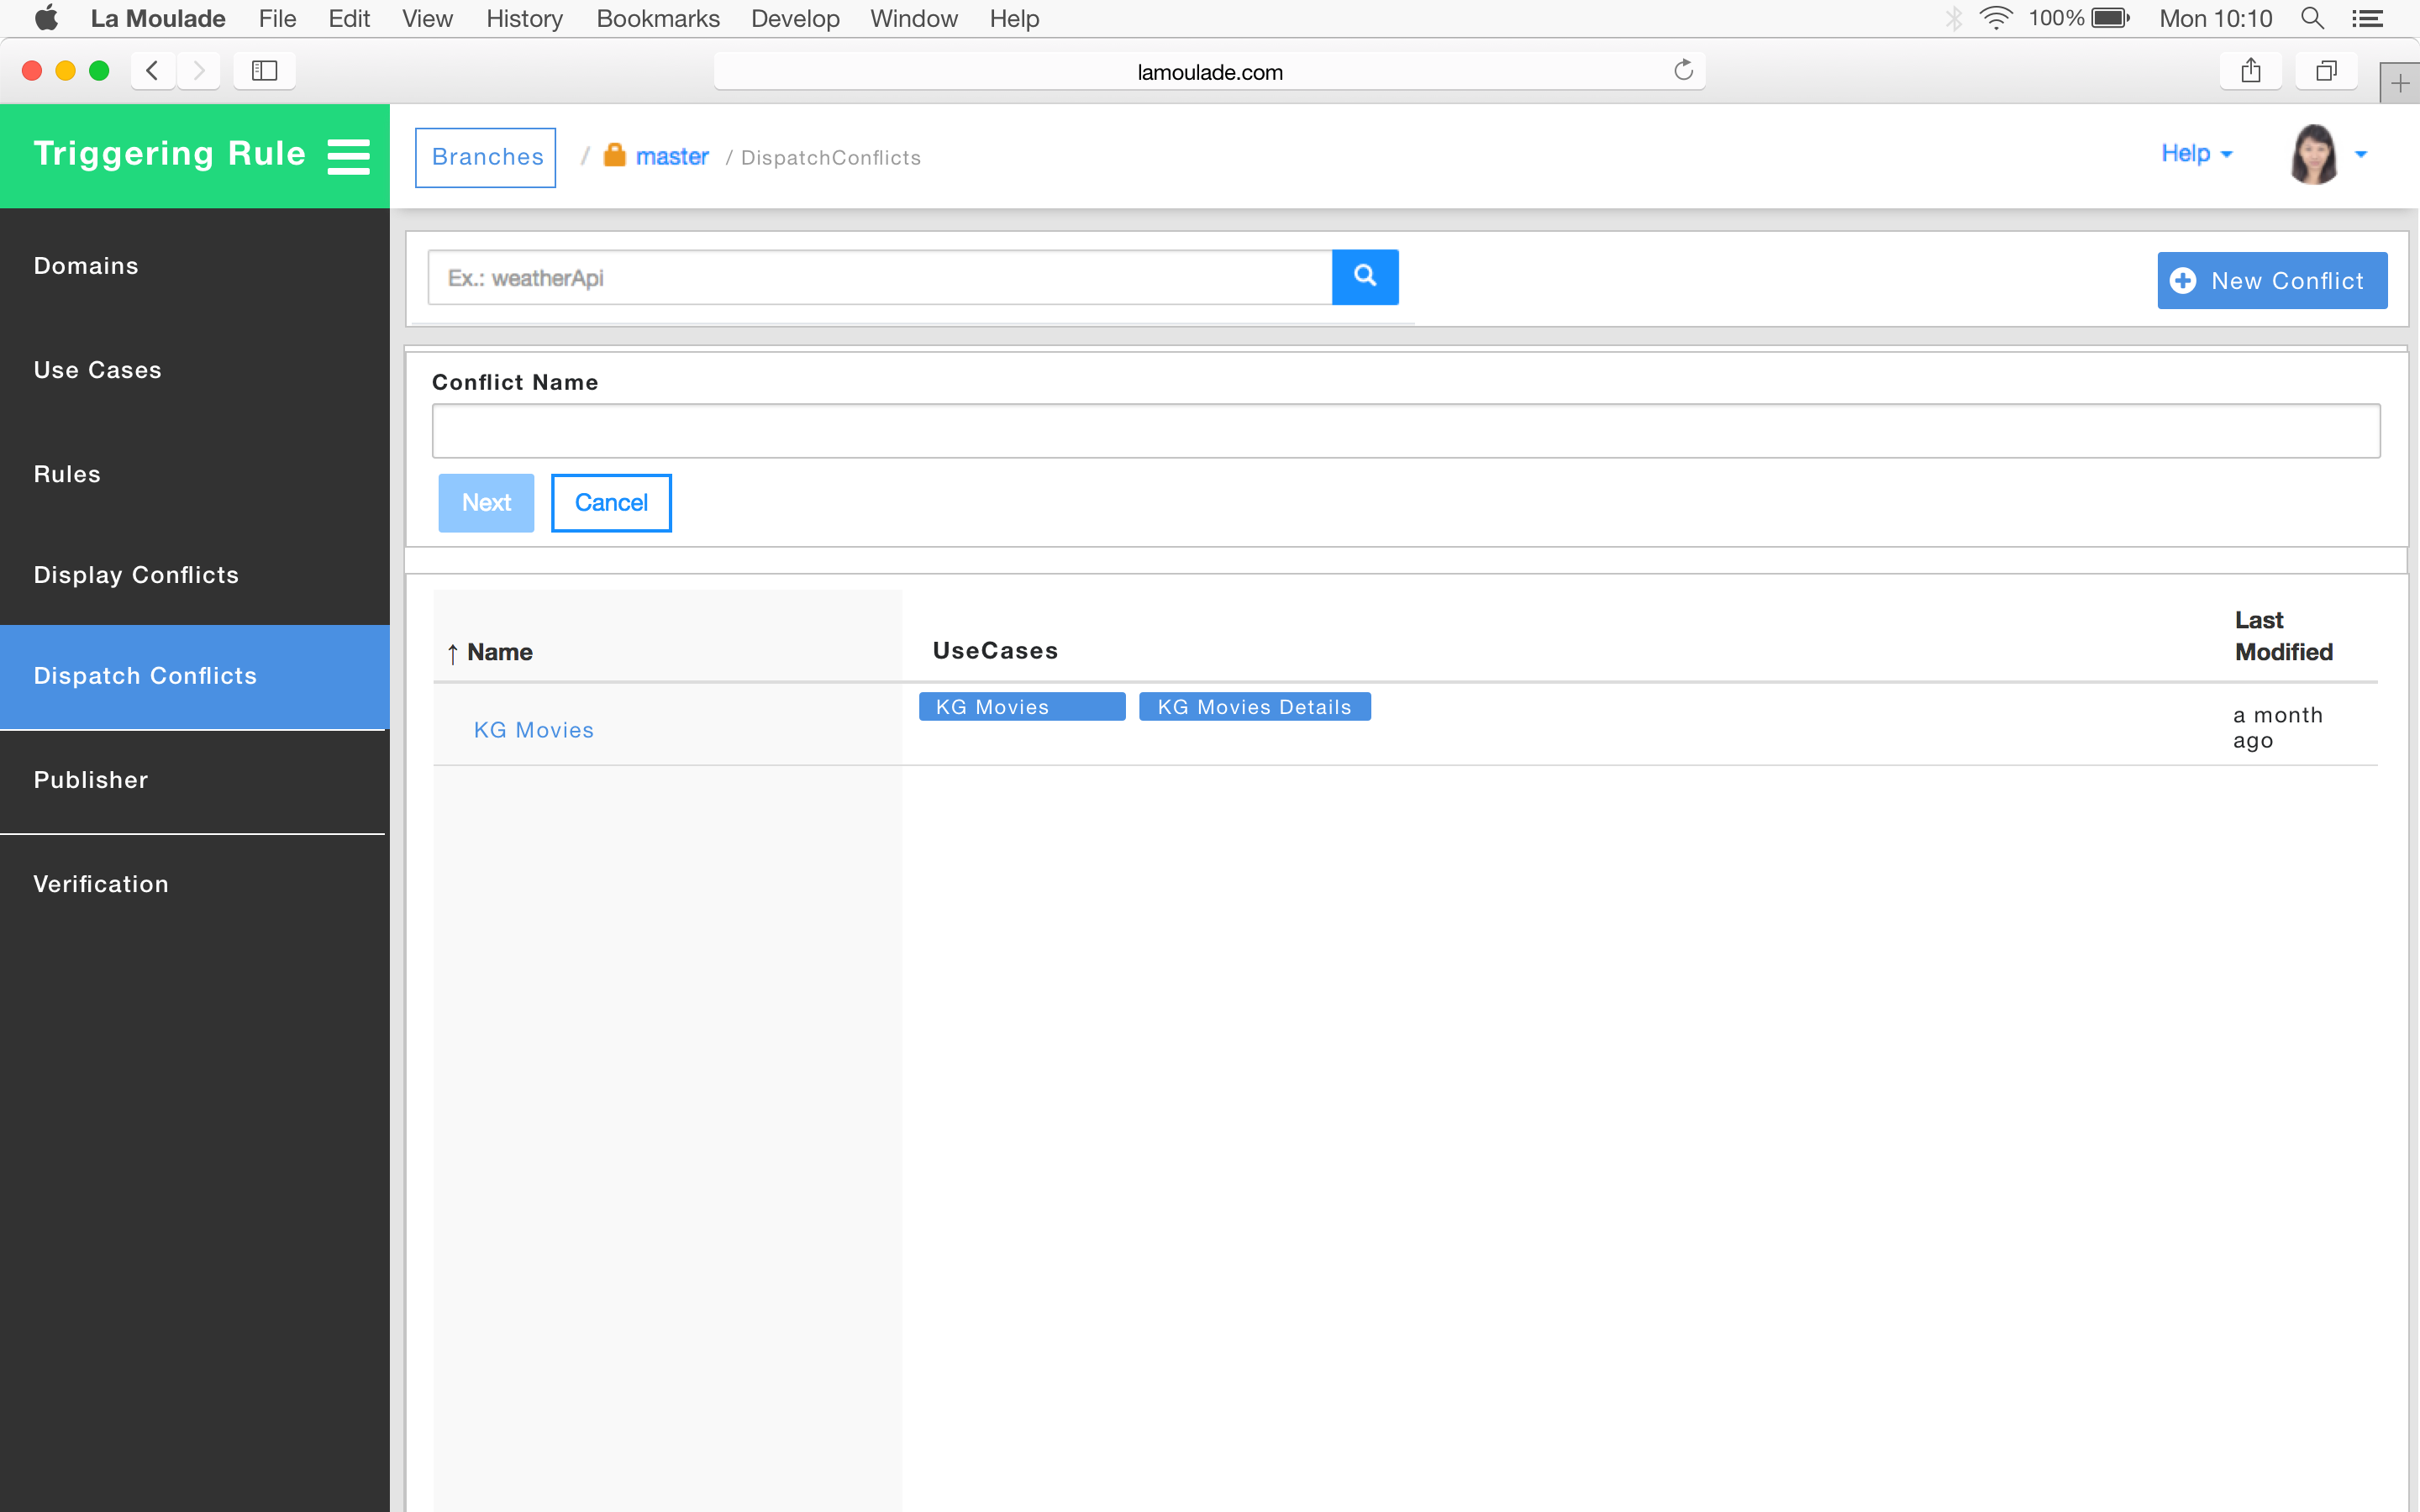 La Moulade File Edit View History Bookmarks Develop Window Help 100% Mon 10:10
lamoulade.com
Triggering Rule
Branches / master / DispatchConflicts Help
Domains
Use Cases
Rules
Display Conflicts
Dispatch Conflicts
Publisher
Verification
Ex.: weatherApi
New Conflict
Conflict Name
Next Cancel
↑ Name UseCases Last Modified
KG Movies KG Movies KG Movies Details a month ago